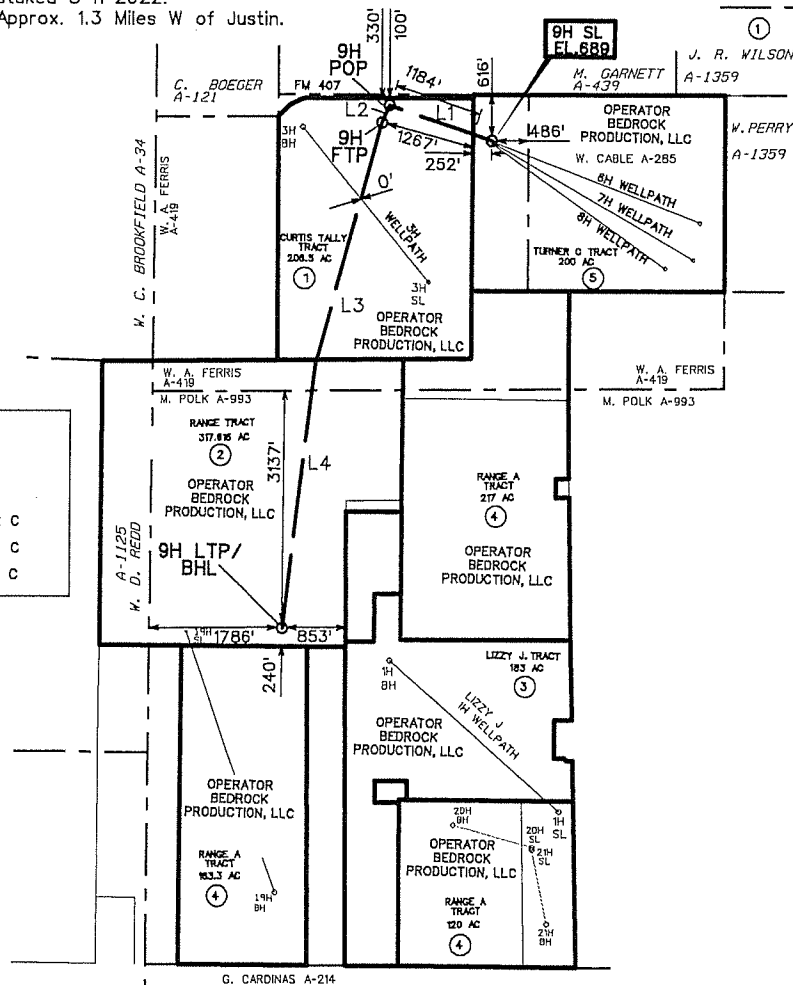 Approx. 1.3 Miles W of Justin.
330'
100'
9H
POP
1184'
616'
9H SL
EL.689
1
J. R. WILSON
A-1359
C. BOEGER
A-121
FM 407
M. GARNETT
A-439
L2
L1
OPERATOR
BEDROCK
PRODUCTION, LLC
W.PERRY
A-1359
3H
BH
9H
FTP
1267'
252'
486'
W. CABLE A-285
6H WELLPATH
7H WELLPATH
8H WELLPATH
0'
3H
WELLPATH
W. C. BROOKFIELD A-34
W. A. FERRIS
A-419
CURTIS TALLY
TRACT
206.5 AC
1
TURNER C TRACT
200 AC
5
3H
SL
L3
OPERATOR
BEDROCK
PRODUCTION, LLC
W. A. FERRIS
A-419
M. POLK A-993
W. A. FERRIS
A-419
M. POLK A-993
RANGE TRACT
317.616 AC
2
3137'
L4
RANGE A
TRACT
217 AC
4
OPERATOR
BEDROCK
PRODUCTION, LLC
OPERATOR
BEDROCK
PRODUCTION, LLC
C
C
C
A-1125
W. D. REDD
9H LTP/
BHL
19H
SL
1786'
853'
240'
1H
BH
LIZZY J. TRACT
183 AC
3
LIZZY J
1H WELLPATH
OPERATOR
BEDROCK
PRODUCTION, LLC
OPERATOR
BEDROCK
PRODUCTION, LLC
20H
BH
1H
SL
20H
SL
21H
SL
OPERATOR
BEDROCK
PRODUCTION, LLC
RANGE A
TRACT
163.3 AC
4
19H
BH
RANGE A
TRACT
120 AC
4
21H
BH
G. CARDINAS A-214